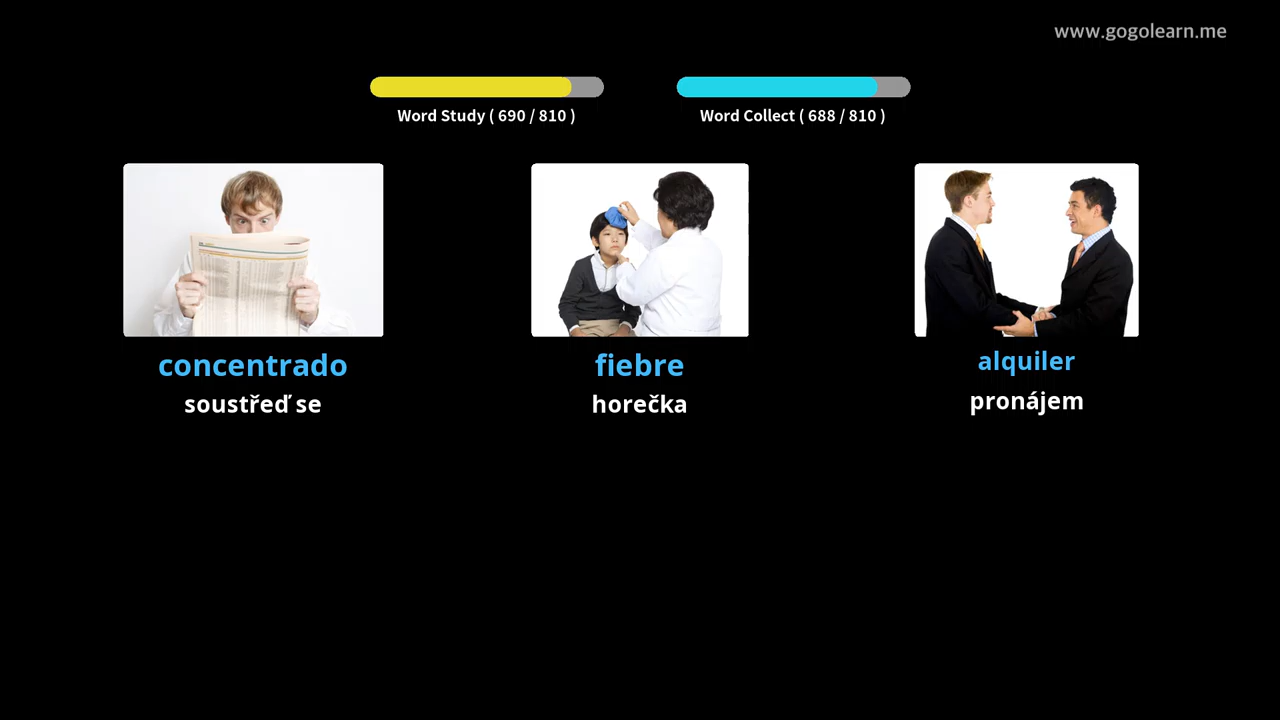 www.gogolearn.me
Word Study ( 690 / 810 )
Word Collect ( 688 / 810 )
concentrado
soustřeď se
fiebre
horečka
alquiler
pronájem